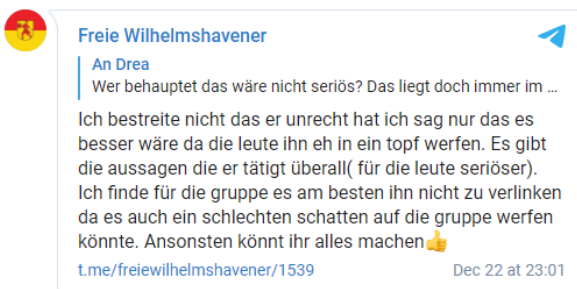 Freie Wilhelmshavener
An Drea
Wer behauptet das wäre nicht seriös? Das liegt doch immer im ...
Ich bestreite nicht das er unrecht hat ich sag nur das es
besser wäre da die leute ihn eh in ein topf werfen. Es gibt
die aussagen die er tätigt überall( für die leute seriöser).
Ich finde für die gruppe es am besten ihn nicht zu verlinken
da es auch ein schlechten schatten auf die gruppe werfen
könnte. Ansonsten könnt ihr alles machen👍
t.me/freiewilhelmshavener/1539 Dec 22 at 23:01